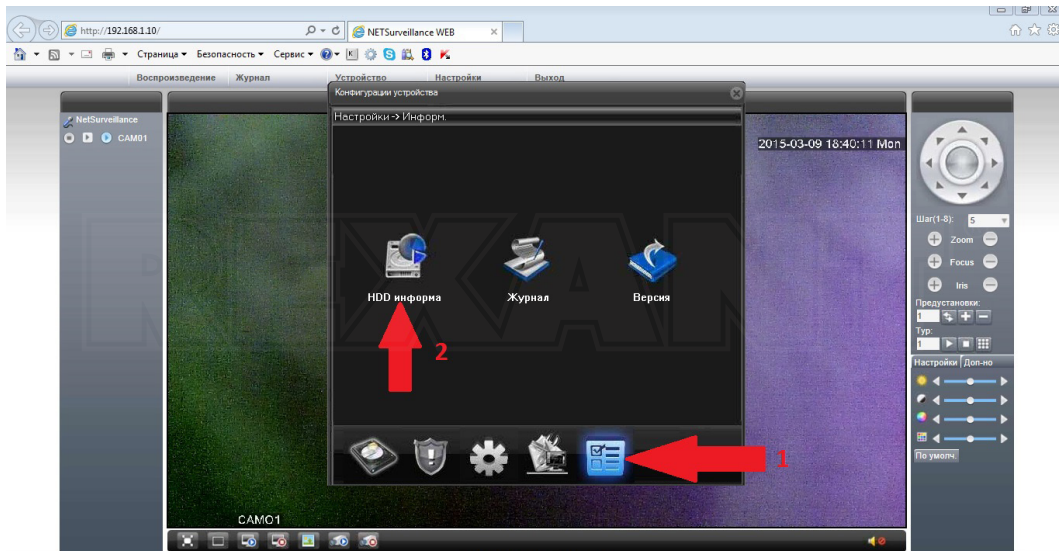 http://192.168.1.10/
NETSurveillance WEB
Страница Безопасность Сервис
Воспроизведение Журнал Устройство Настройки Выход
Конфигурации устройства
Настройки -> Информ.
NetSurveillance
CAM01
2015-03-09 18:40:11 Mon
MEXAN
HDD информа
Журнал
Версия
2
1
CAM01
Шаг(1-8): 5
Zoom
Focus
Iris
Предустановки:
1
Тур:
1
Настройки Доп-но
По умолч.